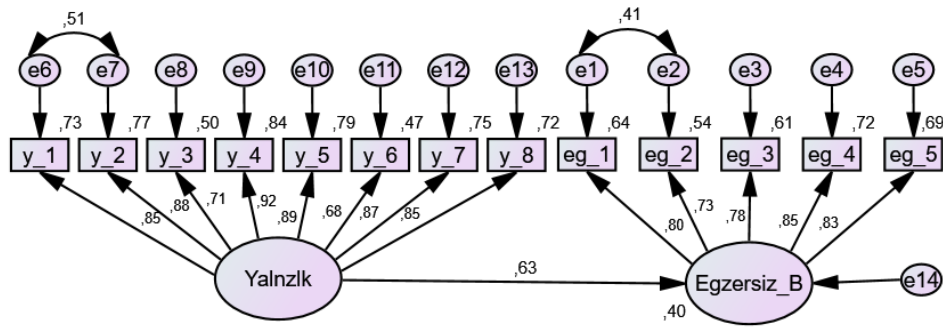 ,51 ,41
e6 e7 e8 e9 e10 e11 e12 e13 e1 e2 e3 e4 e5
,73 ,77 ,50 ,84 ,79 ,47 ,75 ,72 ,64 ,54 ,61 ,72 ,69
y_1 y_2 y_3 y_4 y_5 y_6 y_7 y_8 eg_1 eg_2 eg_3 eg_4 eg_5
,85 ,88 ,71 ,92 ,89 ,68 ,87 ,85 ,80 ,73 ,78 ,85 ,83
Yalnzlk ,63 Egzersiz_B e14
,40